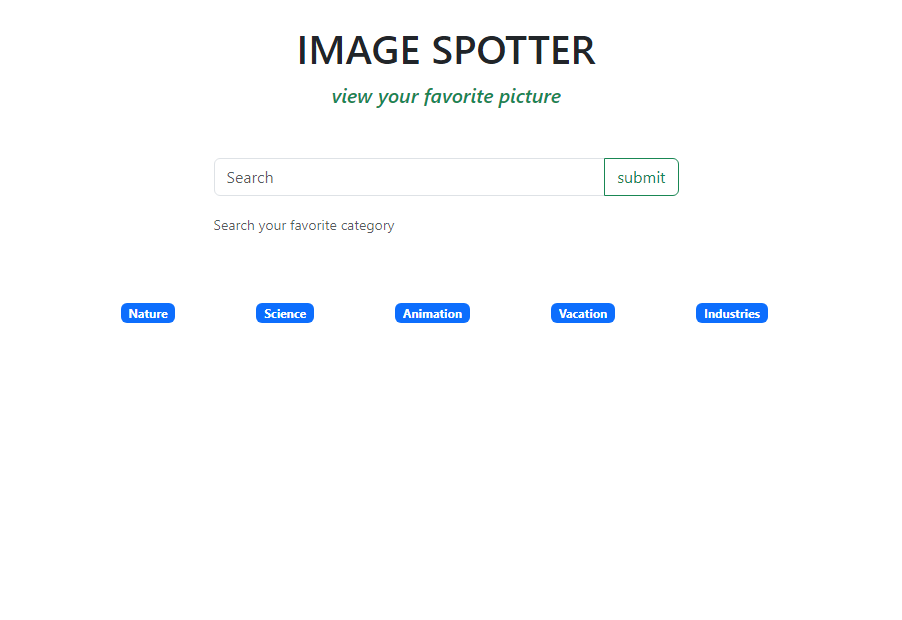 IMAGE SPOTTER
view your favorite picture
Search submit
Search your favorite category
Nature Science Animation Vacation Industries